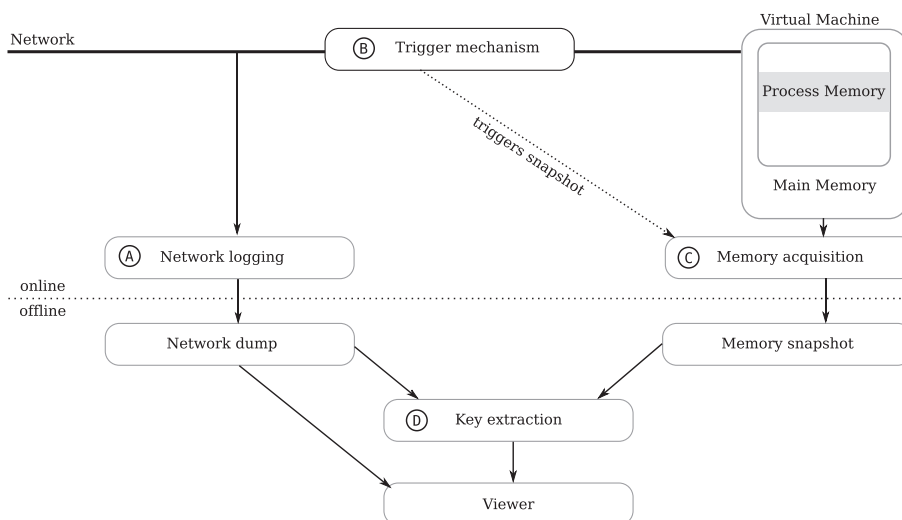 Virtual Machine
Network
B Trigger mechanism
Process Memory
triggers snapshot
Main Memory
A Network logging
C Memory acquisition
online
offline
Network dump
Memory snapshot
D Key extraction
Viewer